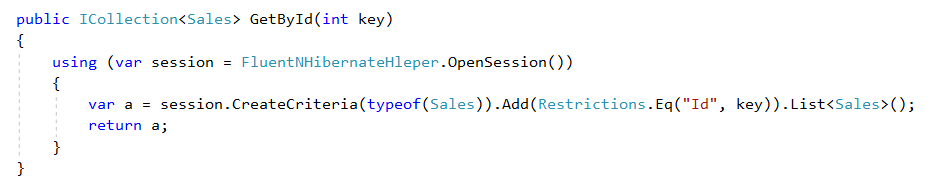 public ICollection<Sales> GetById(int key)
{
using (var session = FluentNHibernateHleper.OpenSession())
{
var a = session.CreateCriteria(typeof(Sales)).Add(Restrictions.Eq("Id", key)).List<Sales>();
return a;
}
}